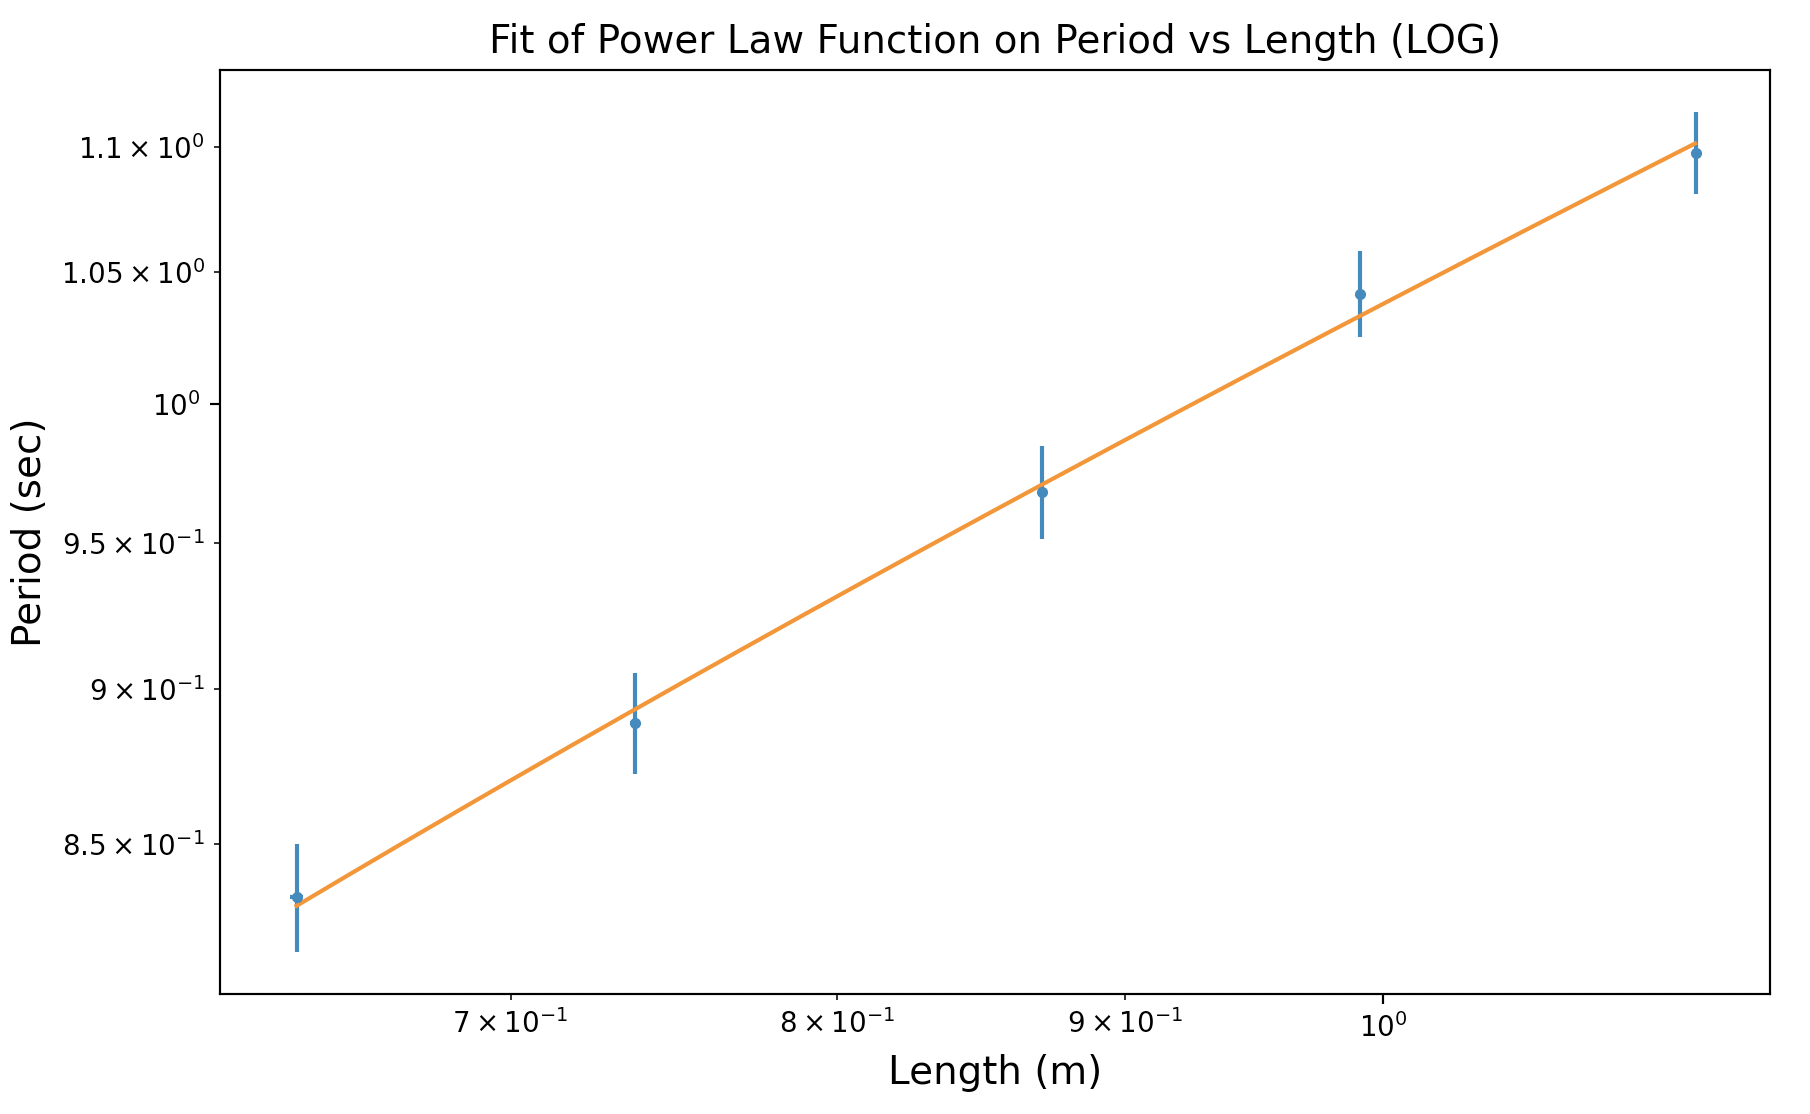 Fit of Power Law Function on Period vs Length (LOG)
1.1 × 10⁰
1.05 × 10⁰
10⁰
9.5 × 10⁻¹
9 × 10⁻¹
8.5 × 10⁻¹
Period (sec)
7 × 10⁻¹ 8 × 10⁻¹ 9 × 10⁻¹ 10⁰
Length (m)